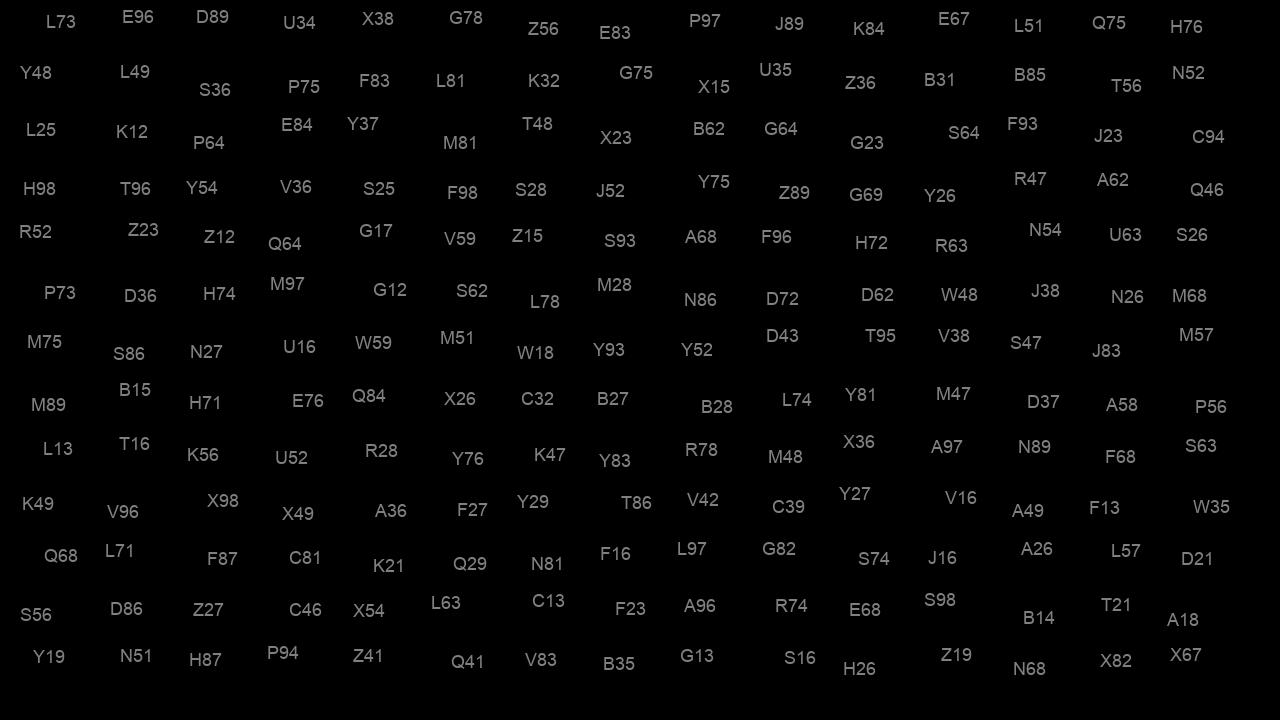 L73 E96 D89 U34 X38 G78 Z56 E83 P97 J89 K84 E67 L51 Q75 H76
Y48 L49 S36 P75 F83 L81 K32 G75 X15 U35 Z36 B31 B85 T56 N52
L25 K12 P64 E84 Y37 M81 T48 X23 B62 G64 G23 S64 F93 J23 C94
H98 T96 Y54 V36 S25 F98 S28 J52 Y75 Z89 G69 Y26 R47 A62 Q46
R52 Z23 Z12 Q64 G17 V59 Z15 S93 A68 F96 H72 R63 N54 U63 S26
P73 D36 H74 M97 G12 S62 L78 M28 N86 D72 D62 W48 J38 N26 M68
M75 S86 N27 U16 W59 M51 W18 Y93 Y52 D43 T95 V38 S47 J83 M57
M89 B15 H71 E76 Q84 X26 C32 B27 B28 L74 Y81 M47 D37 A58 P56
L13 T16 K56 U52 R28 Y76 K47 Y83 R78 M48 X36 A97 N89 F68 S63
K49 V96 X98 X49 A36 F27 Y29 T86 V42 C39 Y27 V16 A49 F13 W35
Q68 L71 F87 C81 K21 Q29 N81 F16 L97 G82 S74 J16 A26 L57 D21
S56 D86 Z27 C46 X54 L63 C13 F23 A96 R74 E68 S98 B14 T21 A18
Y19 N51 H87 P94 Z41 Q41 V83 B35 G13 S16 H26 Z19 N68 X82 X67